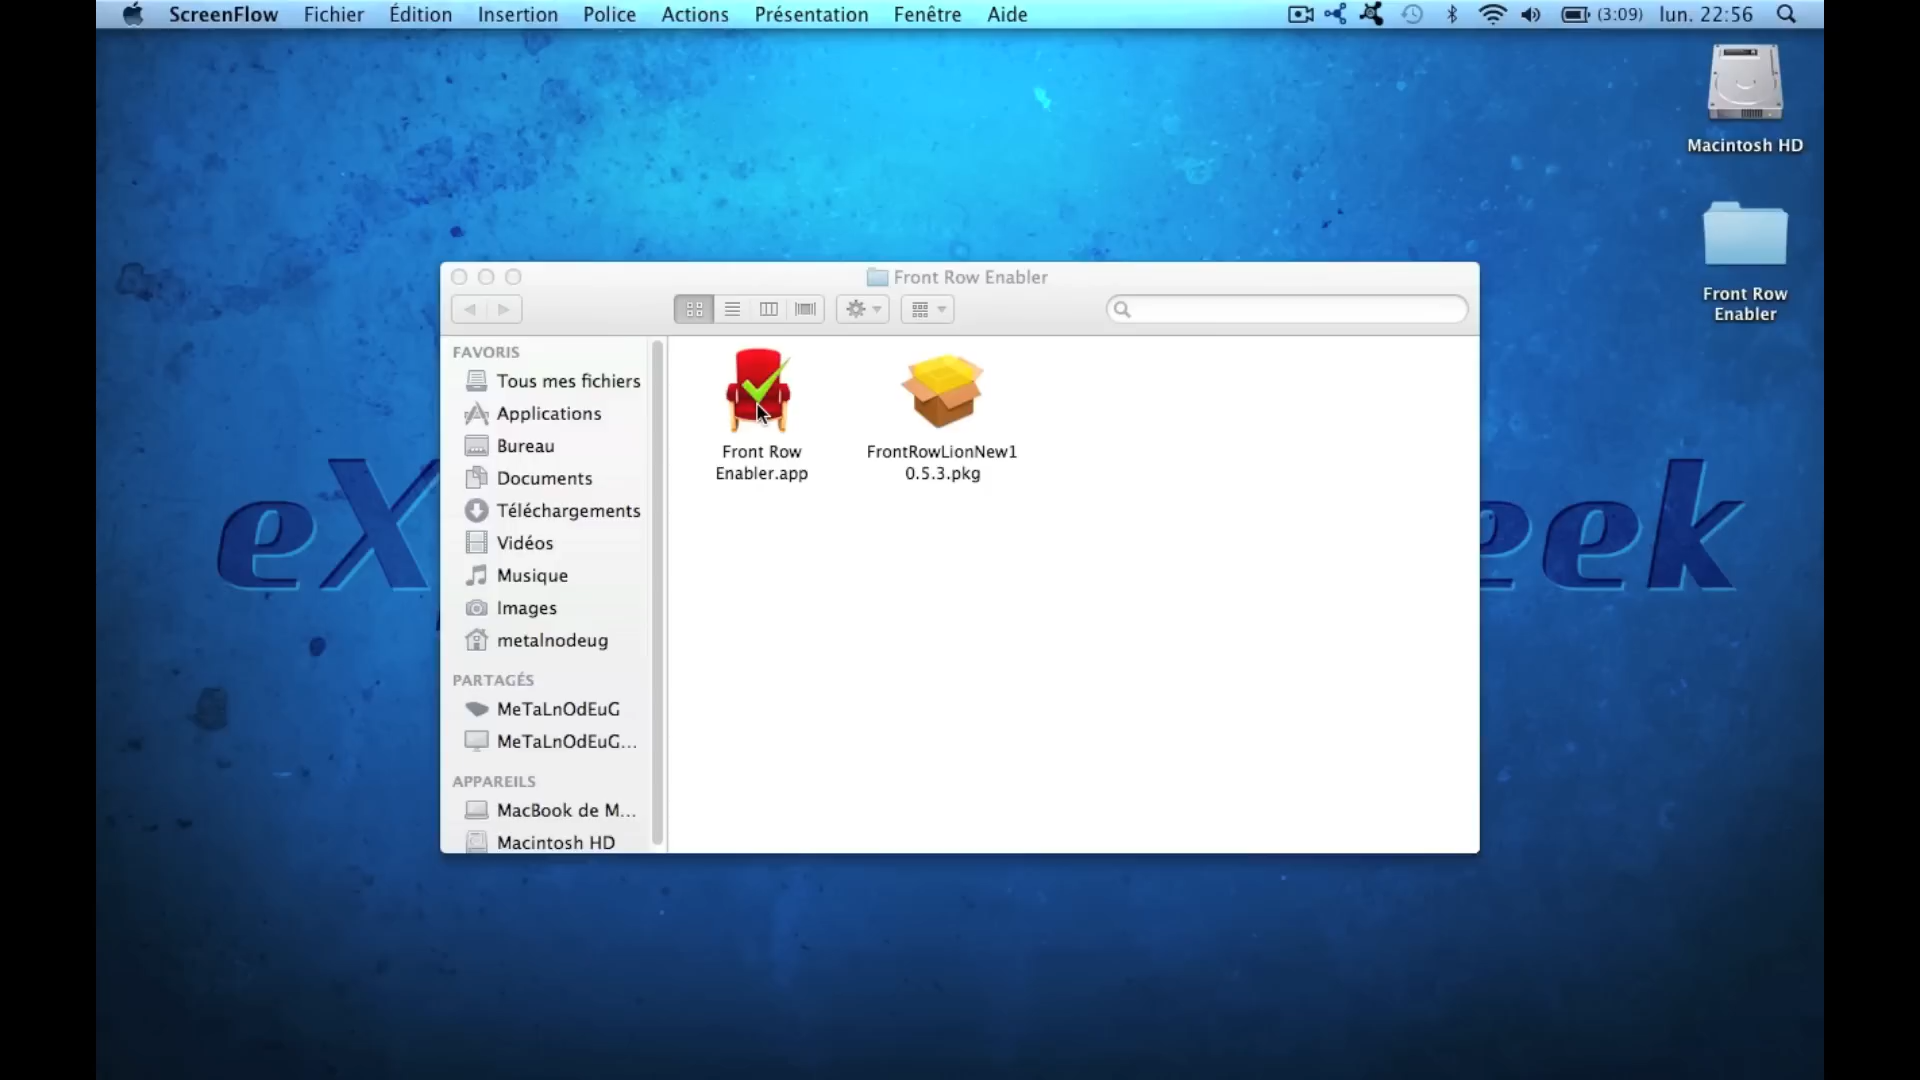 ScreenFlow Fichier Édition Insertion Police Actions Présentation Fenêtre Aide (3:09) lun. 22:56
Macintosh HD
Front Row
Enabler
Front Row Enabler
FAVORIS
Tous mes fichiers
Applications
Bureau
Documents
Téléchargements
Vidéos
Musique
Images
metalnodeug
PARTAGÉS
MeTaLnOdEuG
MeTaLnOdEuG...
APPAREILS
MacBook de M...
Macintosh HD
Front Row
Enabler.app
FrontRowLionNew1
0.5.3.pkg
eX
eek